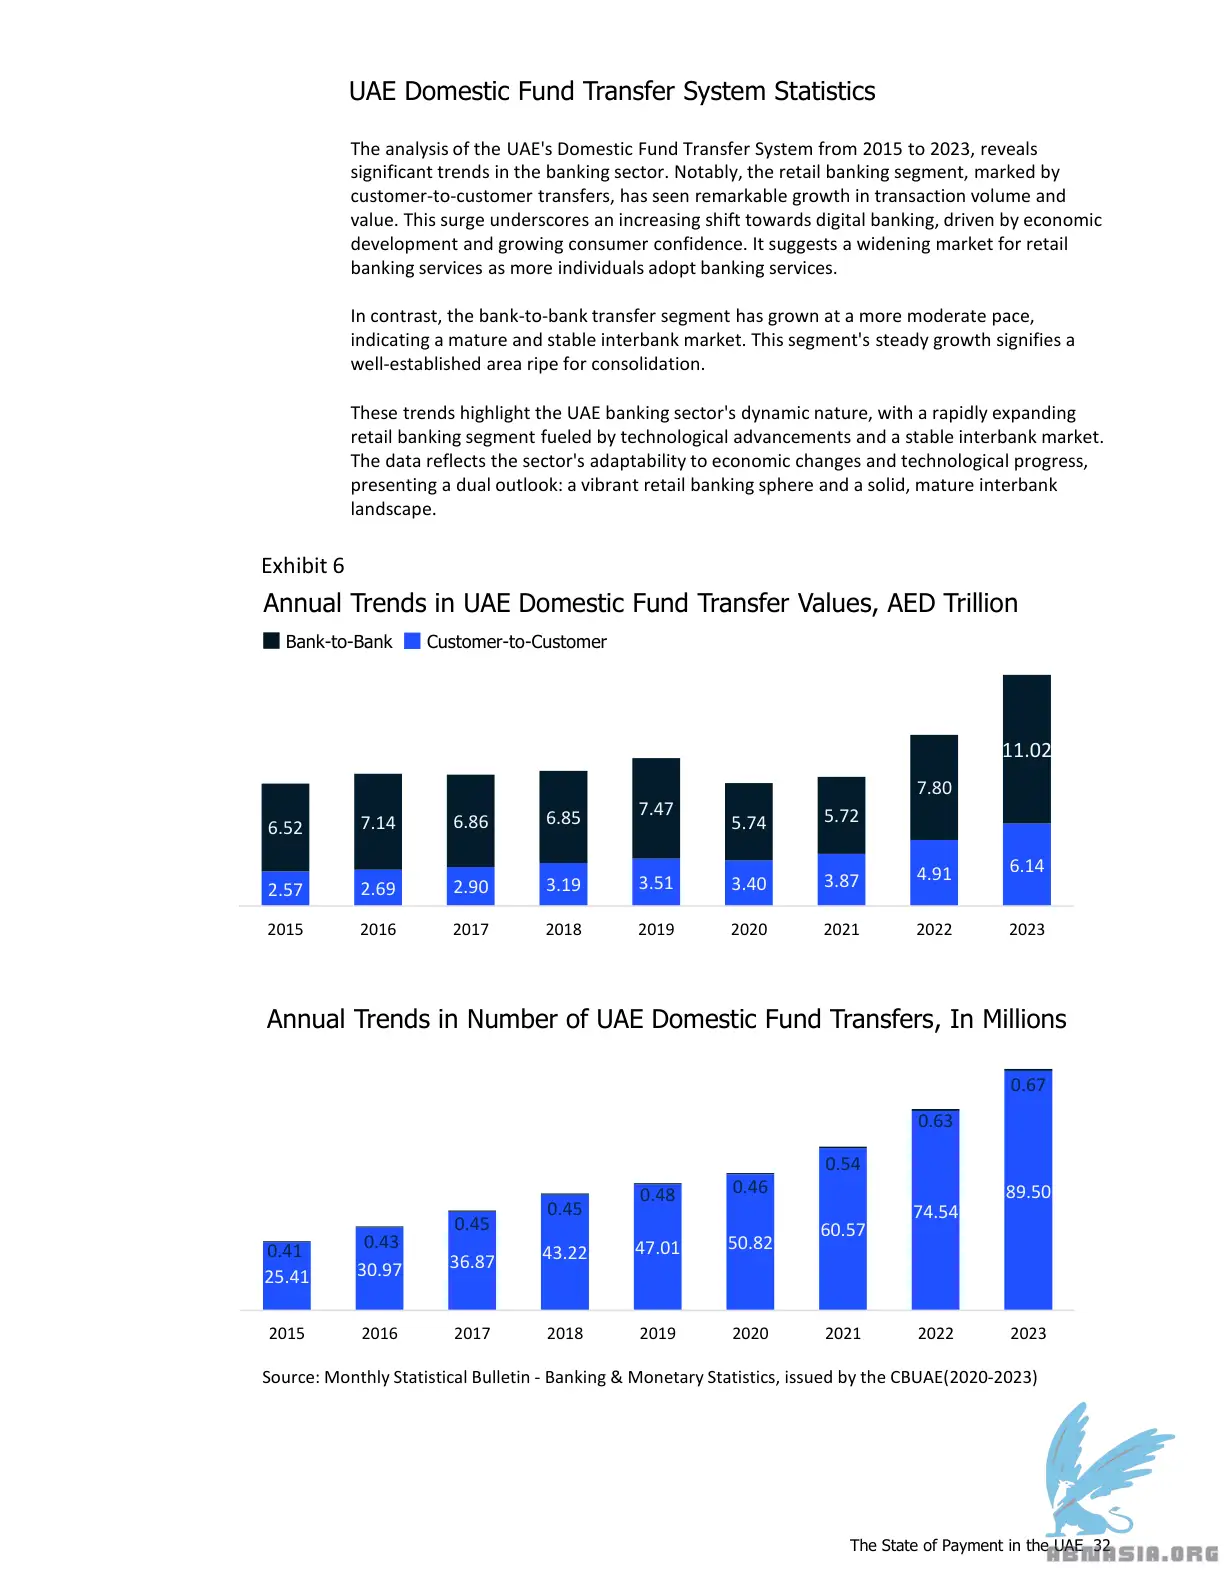 UAE Domestic Fund Transfer System Statistics
The analysis of the UAE's Domestic Fund Transfer System from 2015 to 2023, reveals
significant trends in the banking sector. Notably, the retail banking segment, marked by
customer-to-customer transfers, has seen remarkable growth in transaction volume and
value. This surge underscores an increasing shift towards digital banking, driven by economic
development and growing consumer confidence. It suggests a widening market for retail
banking services as more individuals adopt banking services.
In contrast, the bank-to-bank transfer segment has grown at a more moderate pace,
indicating a mature and stable interbank market. This segment's steady growth signifies a
well-established area ripe for consolidation.
These trends highlight the UAE banking sector's dynamic nature, with a rapidly expanding
retail banking segment fueled by technological advancements and a stable interbank market.
The data reflects the sector's adaptability to economic changes and technological progress,
presenting a dual outlook: a vibrant retail banking sphere and a solid, mature interbank
landscape.
Exhibit 6
Annual Trends in UAE Domestic Fund Transfer Values, AED Trillion
Bank-to-Bank Customer-to-Customer
6.52 7.14 6.86 6.85 7.47 5.74 5.72 7.80 11.02
2.57 2.69 2.90 3.19 3.51 3.40 3.87 4.91 6.14
2015 2016 2017 2018 2019 2020 2021 2022 2023
Annual Trends in Number of UAE Domestic Fund Transfers, In Millions
0.41 0.43 0.45 0.45 0.48 0.46 0.54 0.63 0.67
25.41 30.97 36.87 43.22 47.01 50.82 60.57 74.54 89.50
2015 2016 2017 2018 2019 2020 2021 2022 2023
Source: Monthly Statistical Bulletin - Banking & Monetary Statistics, issued by the CBUAE(2020-2023)
The State of Payment in the UAE 32
ABNASIA.ORG